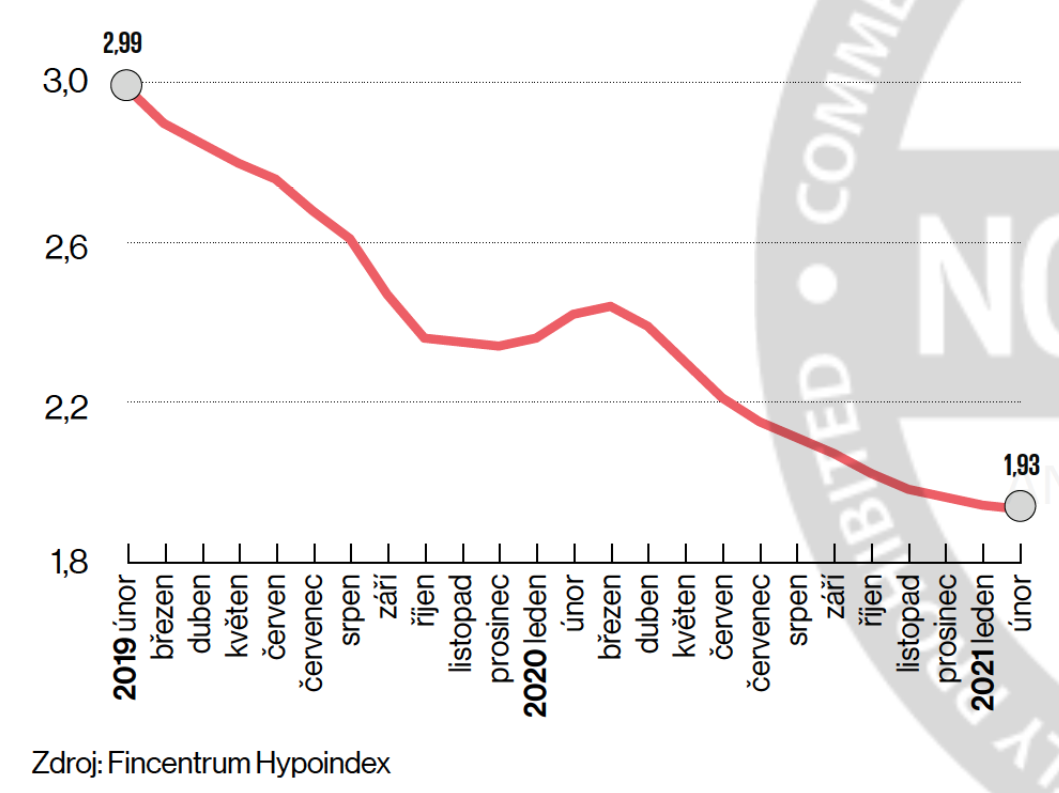 2,99
3,0
2,6
2,2
1,93
1,8
2019 únor
březen
duben
květen
červen
červenec
srpen
září
říjen
listopad
prosinec
2020 leden
únor
březen
duben
květen
červen
červenec
srpen
září
říjen
listopad
prosinec
2021 leden
únor
Zdroj: Fincentrum Hypoindex